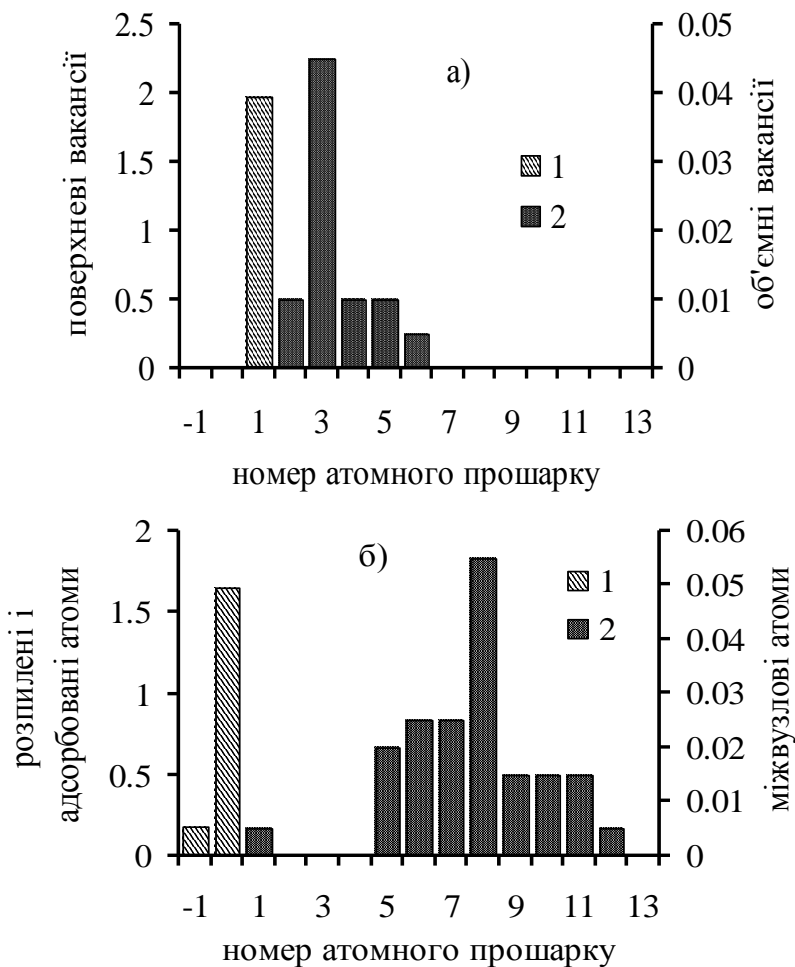 2.5
2
1.5
1
0.5
0
поверхневі вакансії
а)
1
2
0.05
0.04
0.03
0.02
0.01
0
об'ємні вакансії
-1 1 3 5 7 9 11 13
номер атомного прошарку
2
1.5
1
0.5
0
розпилені і
адсорбовані атоми
б)
1
2
0.06
0.05
0.04
0.03
0.02
0.01
0
міжвузлові атоми
-1 1 3 5 7 9 11 13
номер атомного прошарку